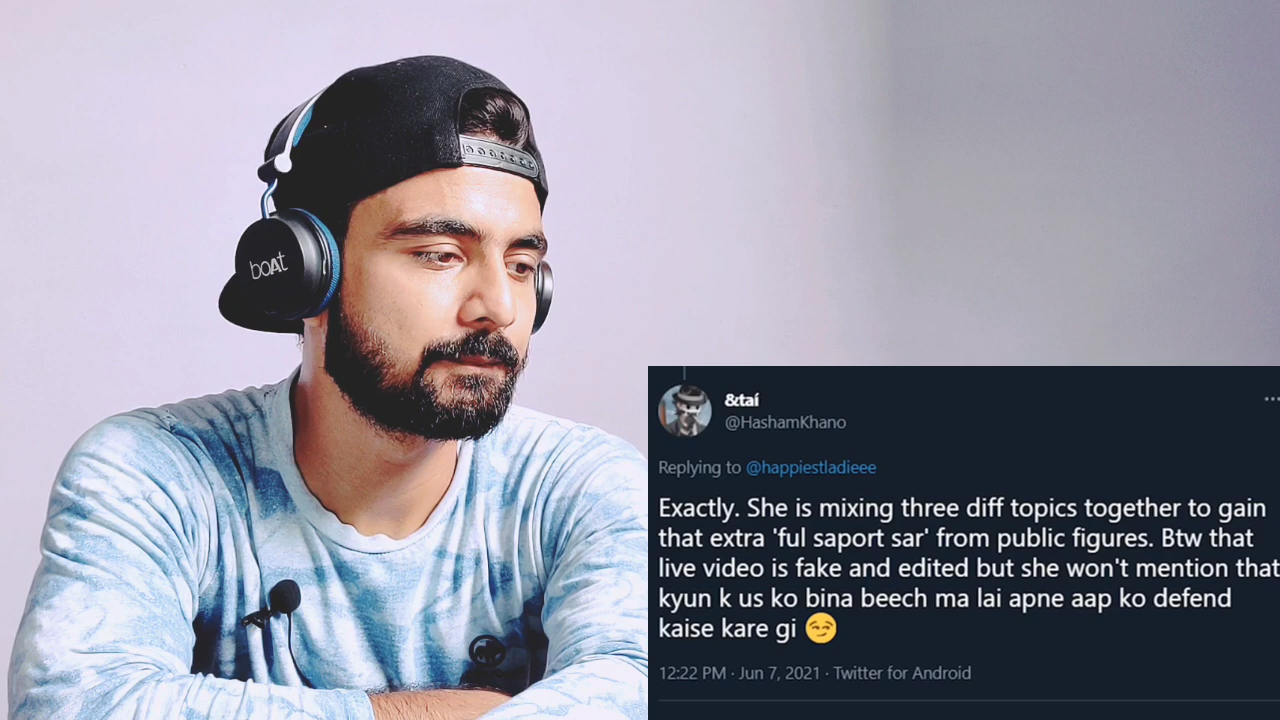 boAt
&taí
@HashamKhano
Replying to @happiestladieee
Exactly. She is mixing three diff topics together to gain
that extra 'ful saport sar' from public figures. Btw that
live video is fake and edited but she won't mention that
kyun k us ko bina beech ma lai apne aap ko defend
kaise kare gi 😏
12:22 PM · Jun 7, 2021 · Twitter for Android